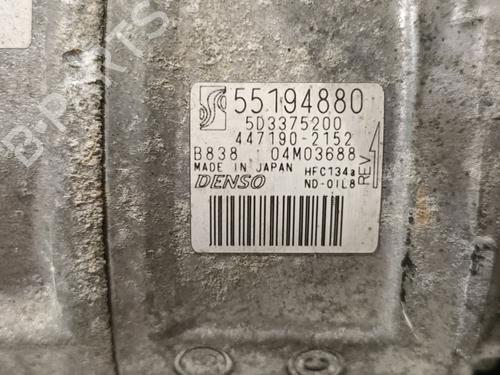 55194880
5D3375200
447190-2152
B838 04M03688
MADE IN JAPAN HFC134a
DENSO ND-OIL8
REV
B-PARTS